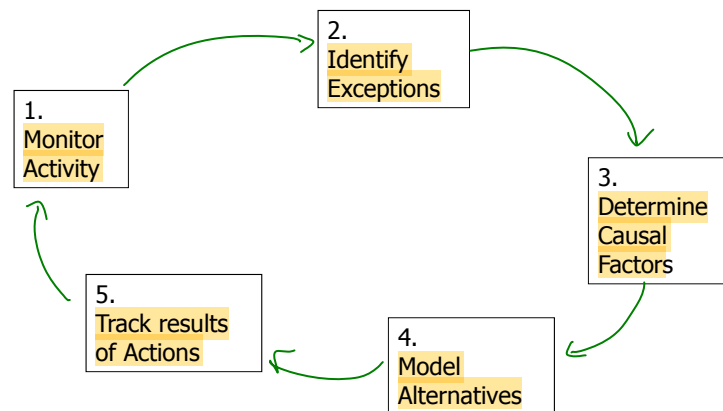 1.
Monitor
Activity
2.
Identify
Exceptions
3.
Determine
Causal
Factors
4.
Model
Alternatives
5.
Track results
of Actions